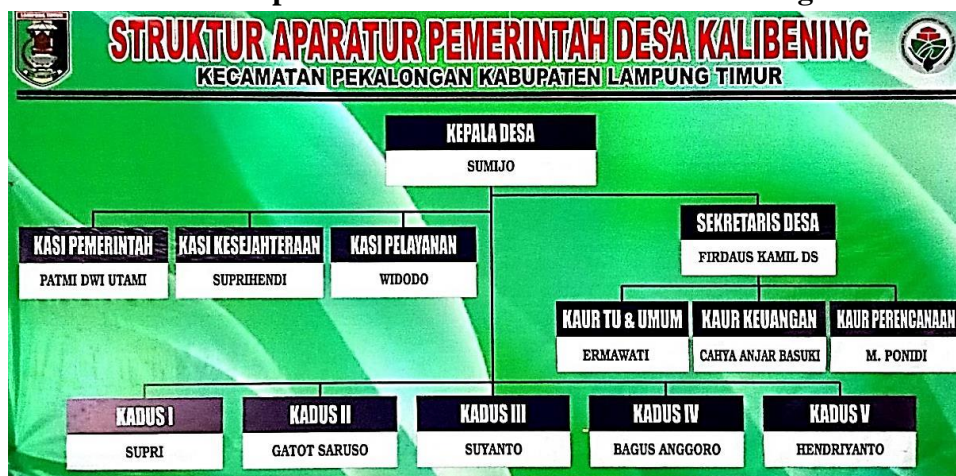 STRUKTUR APARATUR PEMERINTAH DESA KALIBENING
KECAMATAN PEKALONGAN KABUPATEN LAMPUNG TIMUR
KEPALA DESA
SUMIJO
SEKRETARIS DESA
FIRDAUS KAMIL DS
KASI PEMERINTAH
PATMI DWI UTAMI
KASI KESEJAHTERAAN
SUPRIHENDI
KASI PELAYANAN
WIDODO
KAUR TU & UMUM
ERMAWATI
KAUR KEUANGAN
CAHYA ANJAR BASUKI
KAUR PERENCANAAN
M. PONIDI
KADUS I
SUPRI
KADUS II
GATOT SARUSO
KADUS III
SUYANTO
KADUS IV
BAGUS ANGGORO
KADUS V
HENDRIYANTO